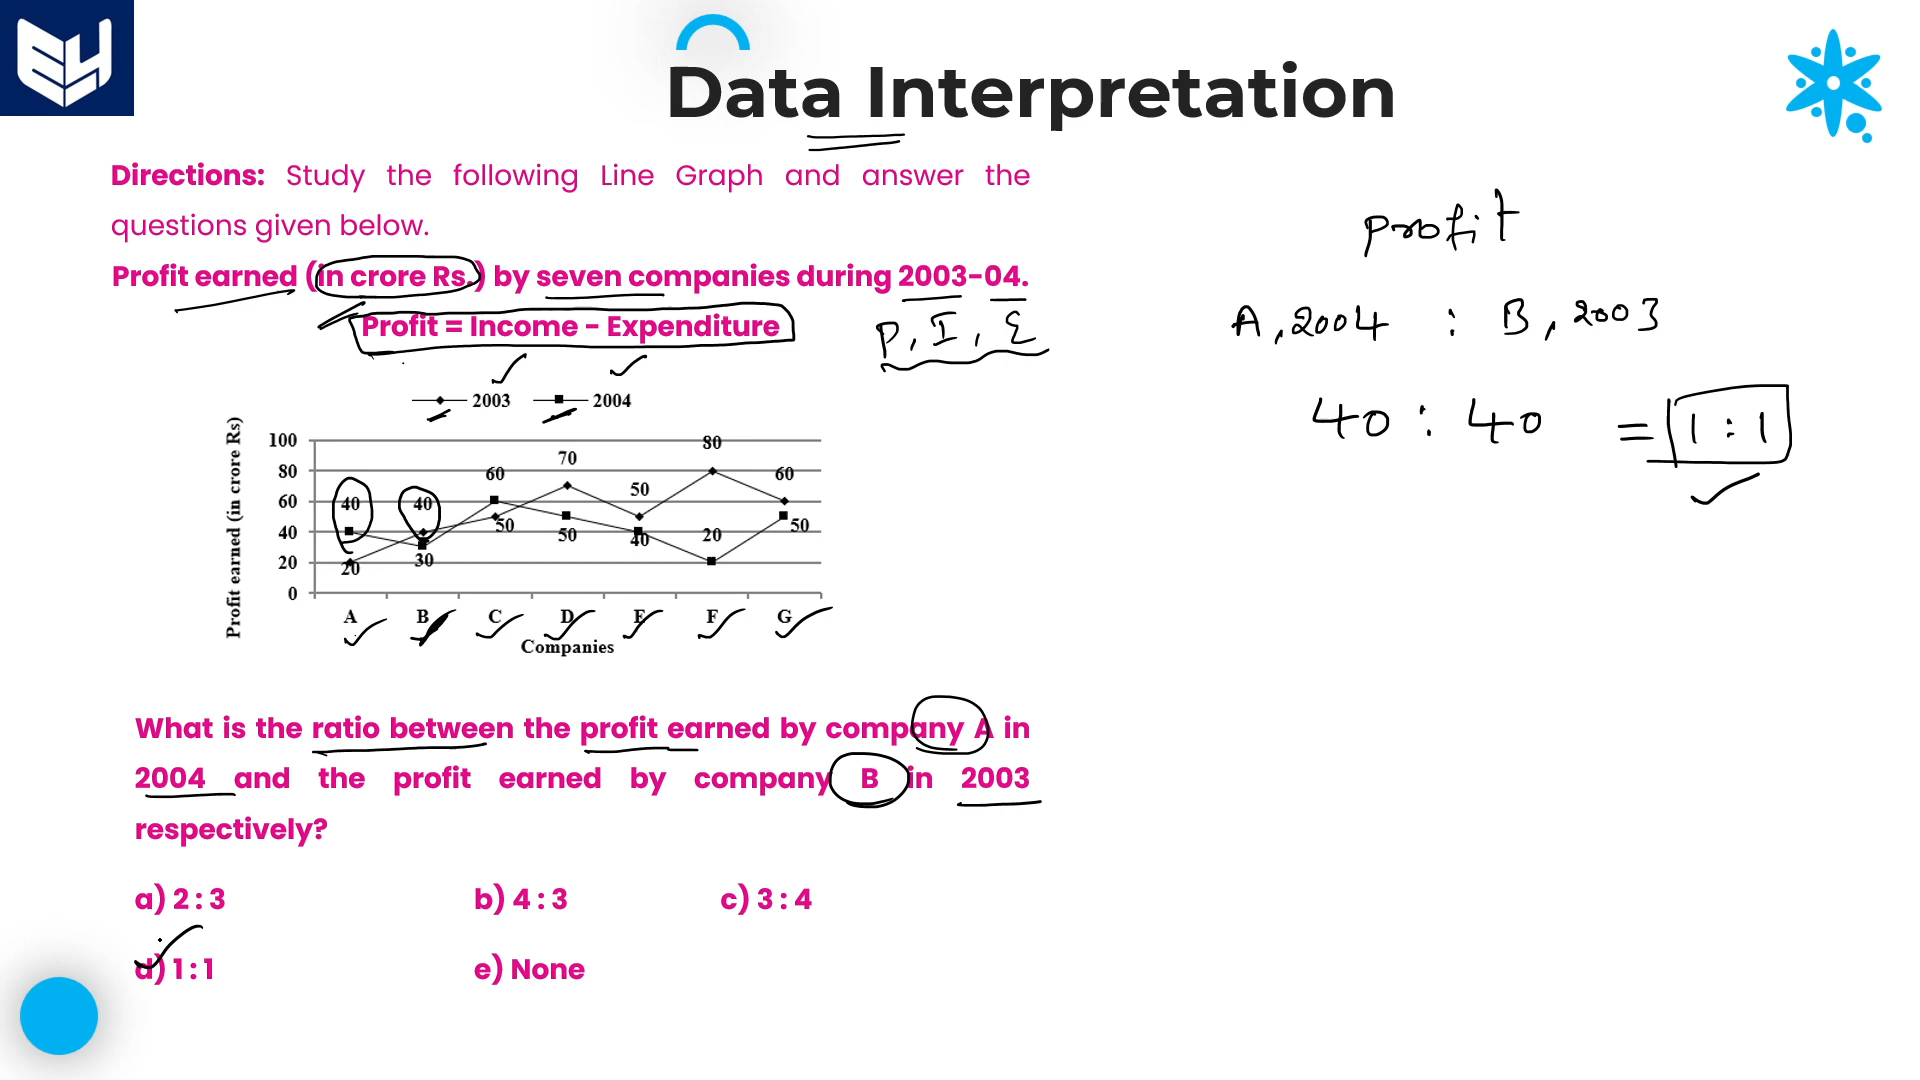 Data Interpretation
Directions: Study the following Line Graph and answer the
questions given below.
Profit earned (in crore Rs.) by seven companies during 2003-04.
Profit = Income - Expenditure
P, I, E
2003 2004
Profit earned (in crore Rs)
100
80
60
40
20
0
40 40 60 70 50 80 60
20 30 50 50 40 20 50
A B C D E F G
Companies
What is the ratio between the profit earned by company A in
2004 and the profit earned by company B in 2003
respectively?
a) 2 : 3 b) 4 : 3 c) 3 : 4
d) 1 : 1 e) None
Profit
A, 2004 : B, 2003
40 : 40 = 1 : 1